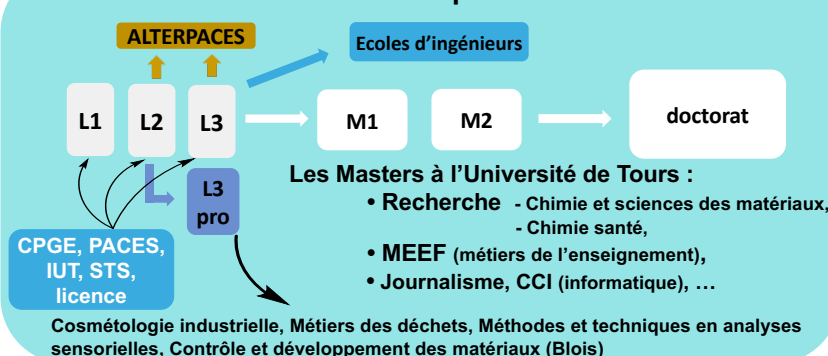 ALTERPACES
Ecoles d'ingénieurs
L1
L2
L3
M1
M2
doctorat
L3
pro
CPGE, PACES,
IUT, STS,
licence
Les Masters à l'Université de Tours :
• Recherche - Chimie et sciences des matériaux,
- Chimie santé,
• MEEF (métiers de l'enseignement),
• Journalisme, CCI (informatique), ...
Cosmétologie industrielle, Métiers des déchets, Méthodes et techniques en analyses
sensorielles, Contrôle et développement des matériaux (Blois)